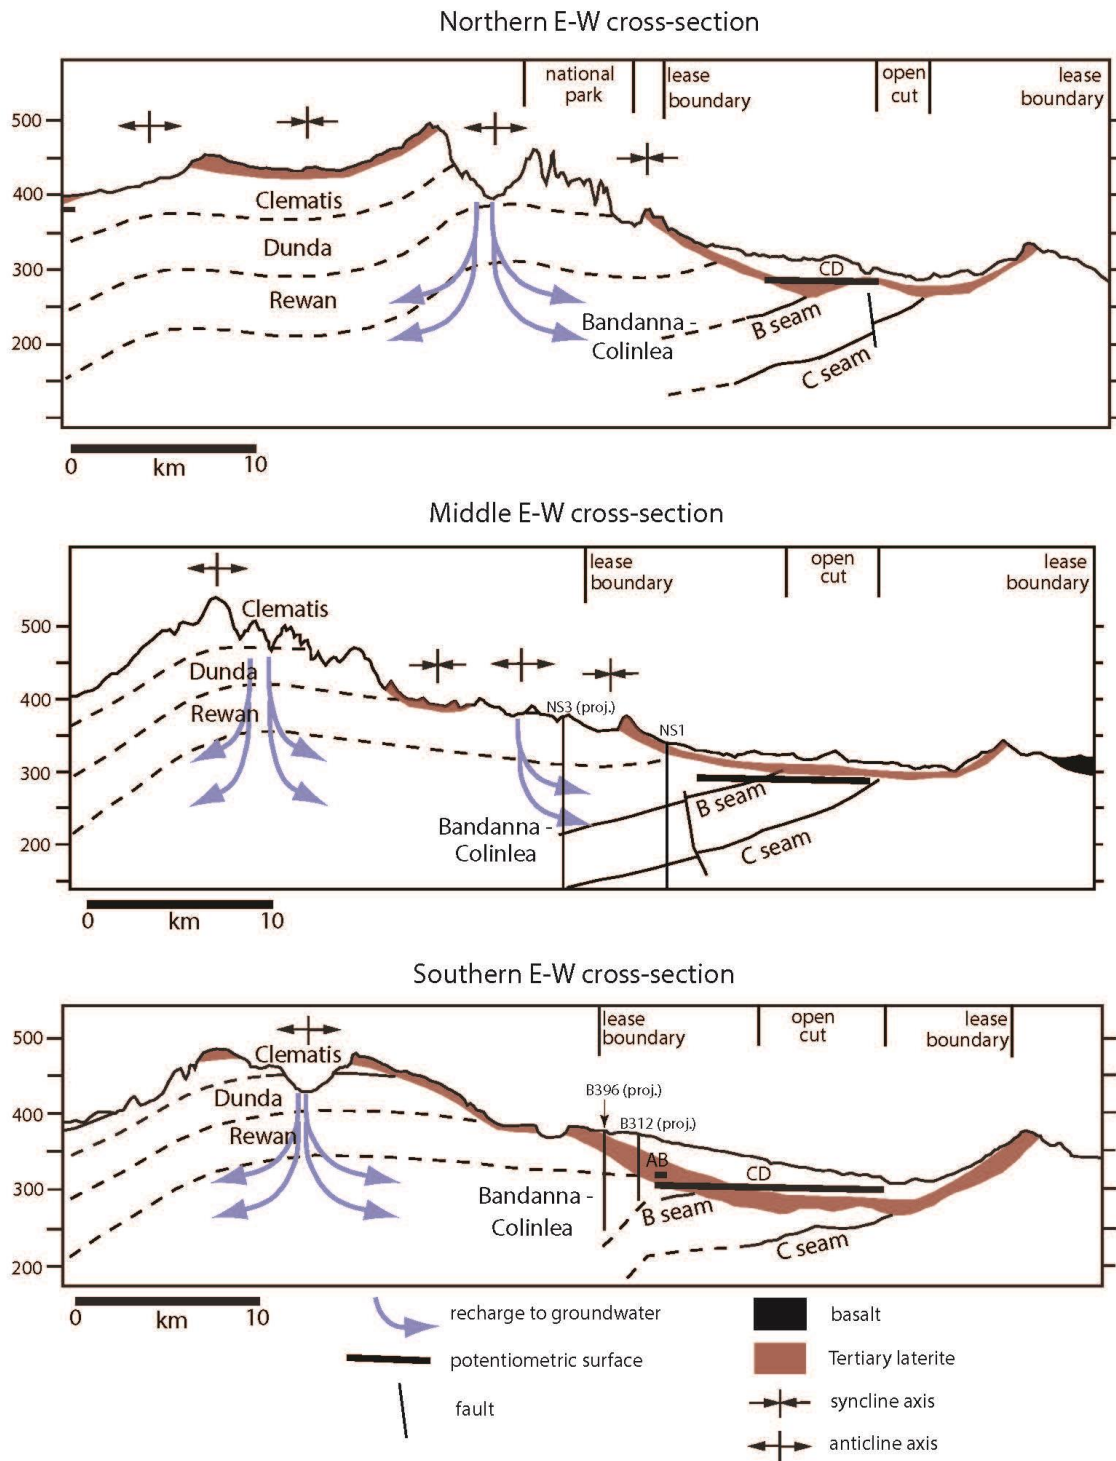 Northern E-W cross-section
national
park
lease
boundary
open
cut
lease
boundary
500
400
300
200
Clematis
Dunda
Rewan
Bandanna -
Colinlea
CD
B seam
C seam
0
10
km
Middle E-W cross-section
lease
boundary
open
cut
lease
boundary
500
400
300
200
Clematis
Dunda
Rewan
NS3 (proj.)
NS1
Bandanna -
Colinlea
B seam
C seam
0
km
10
Southern E-W cross-section
lease
boundary
open
cut
lease
boundary
500
400
300
200
Clematis
Dunda
Rewan
B396 (proj.)
B312 (proj.)
AB
CD
Bandanna -
Colinlea
B seam
C seam
0
km
10
recharge to groundwater
potentiometric surface
fault
basalt
Tertiary laterite
syncline axis
anticline axis